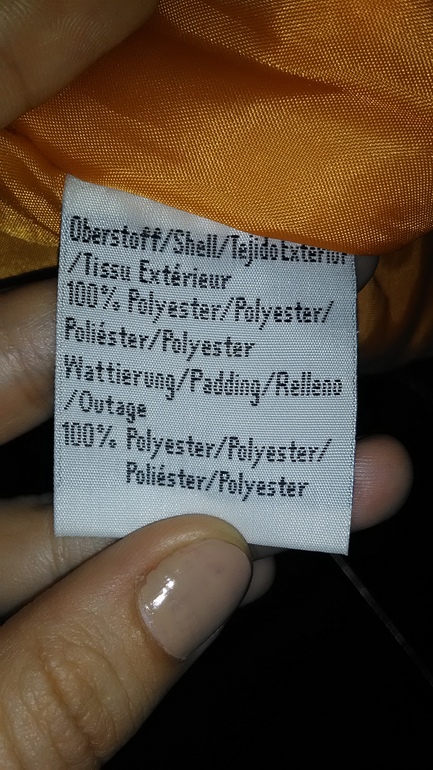 Oberstoff/Shell/Tejido Exterior
/Tissu Extérieur
100% Polyester/Polyester/
Poliéster/Polyester
Wattierung/Padding/Relleno
/Outage
100% Polyester/Polyester/
Poliéster/Polyester